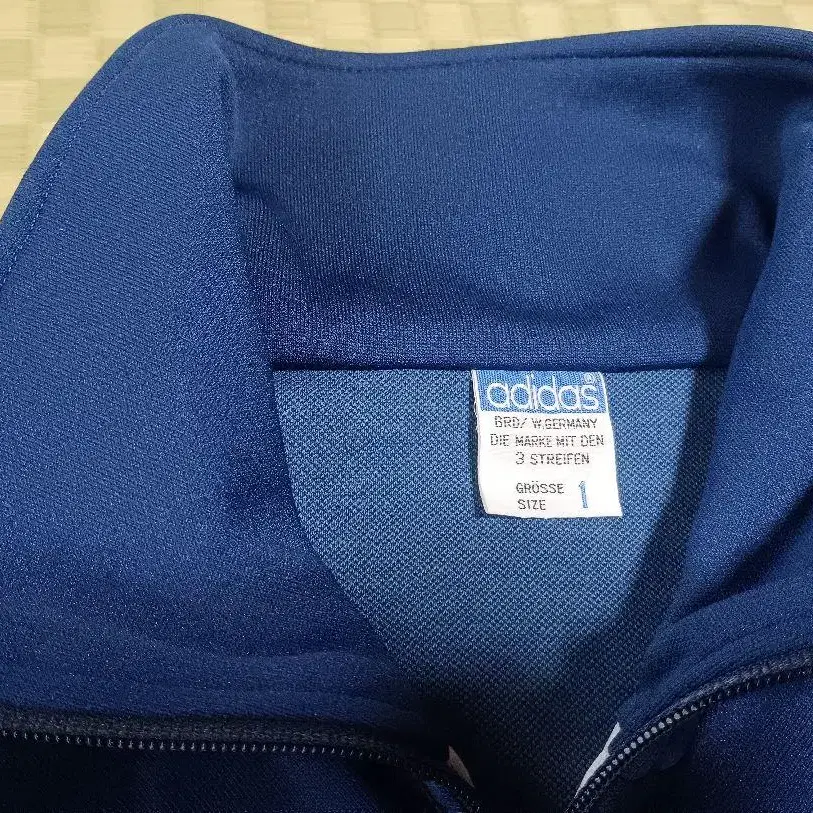 adidas®
BRD/ W.GERMANY
DIE MARKE MIT DEN
3 STREIFEN
GRÖSSE
SIZE 1